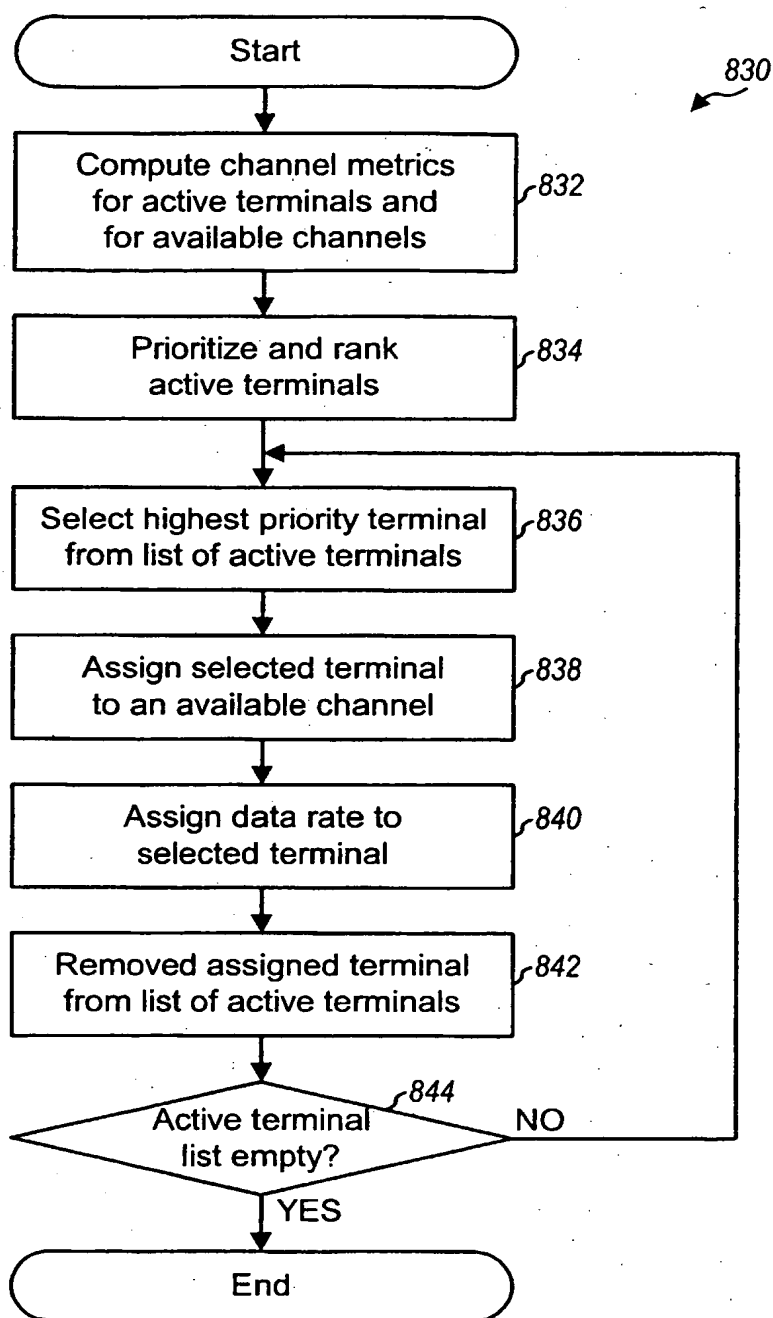 Start
830
Compute channel metrics
for active terminals and
for available channels
832
Prioritize and rank
active terminals
834
Select highest priority terminal
from list of active terminals
836
Assign selected terminal
to an available channel
838
Assign data rate to
selected terminal
840
Removed assigned terminal
from list of active terminals
842
844
Active terminal
list empty?
NO
YES
End